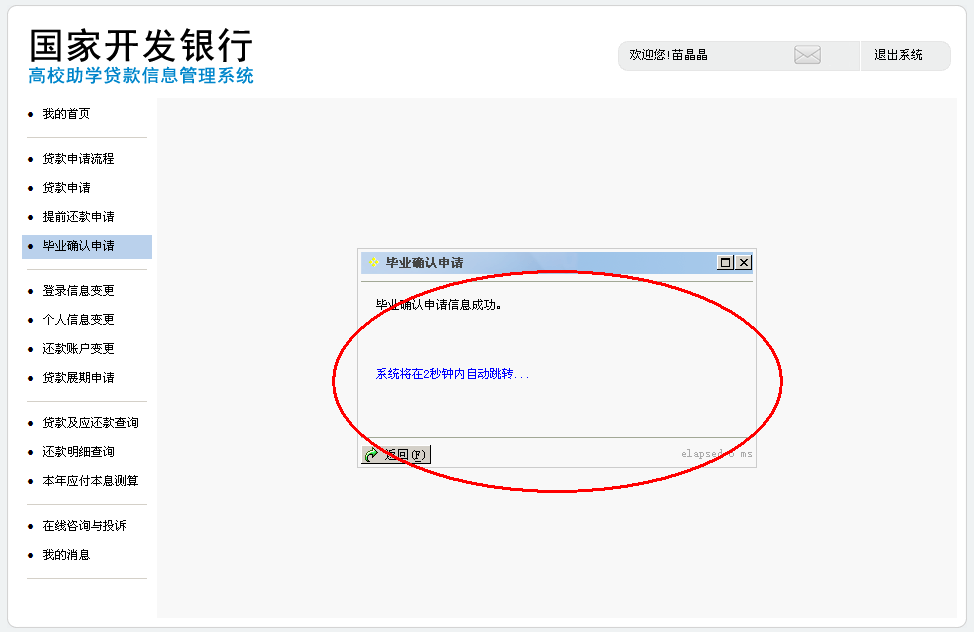 国家开发银行
高校助学贷款信息管理系统
欢迎您!苗晶晶
退出系统
我的首页
贷款申请流程
贷款申请
提前还款申请
毕业确认申请
登录信息变更
个人信息变更
还款账户变更
贷款展期申请
贷款及应还款查询
还款明细查询
本年应付本息测算
在线咨询与投诉
我的消息
毕业确认申请
毕业确认申请信息成功。
系统将在2秒钟内自动跳转...
返回(F)
elapsed ms